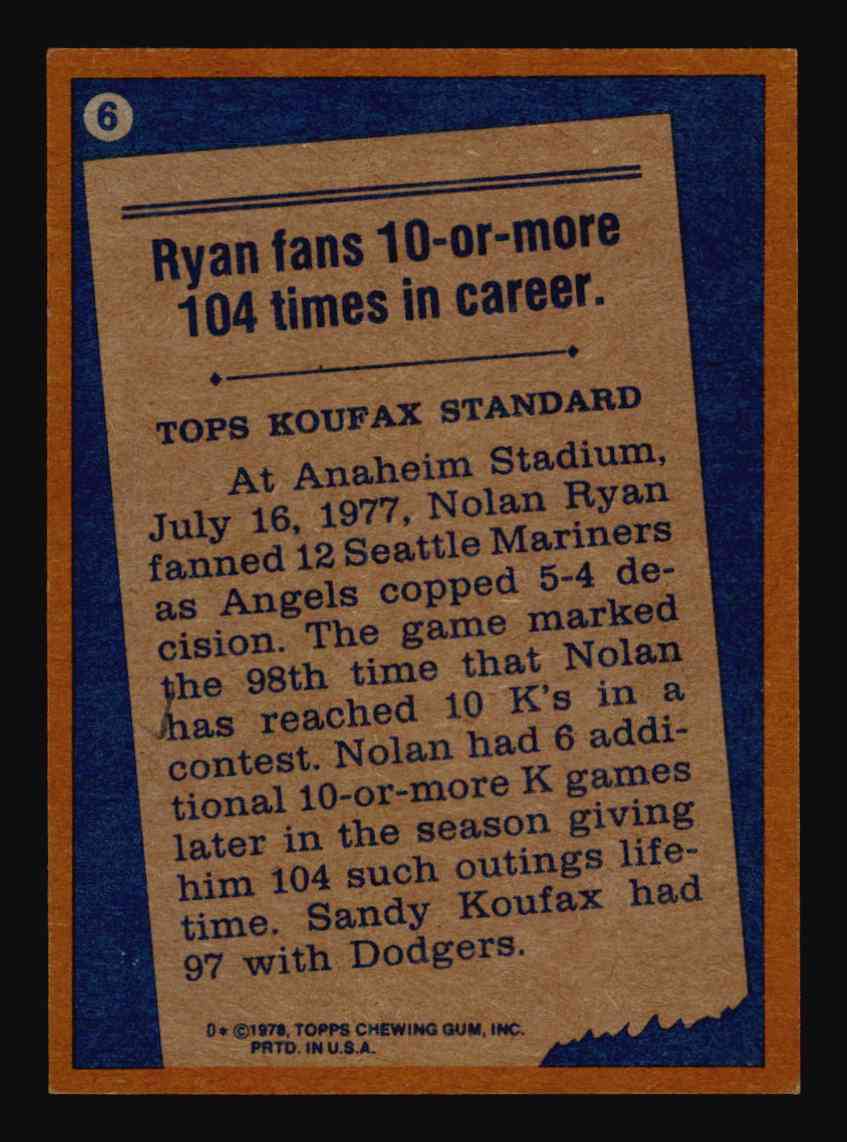 6
Ryan fans 10-or-more
104 times in career.
TOPS KOUFAX STANDARD
At Anaheim Stadium,
July 16, 1977, Nolan Ryan
fanned 12 Seattle Mariners
as Angels copped 5-4 de-
cision. The game marked
the 98th time that Nolan
has reached 10 K's in a
contest. Nolan had 6 addi-
tional 10-or-more K games
later in the season giving
him 104 such outings life-
time. Sandy Koufax had
97 with Dodgers.
D* ©1978, TOPPS CHEWING GUM, INC.
PRTD. IN U.S.A.